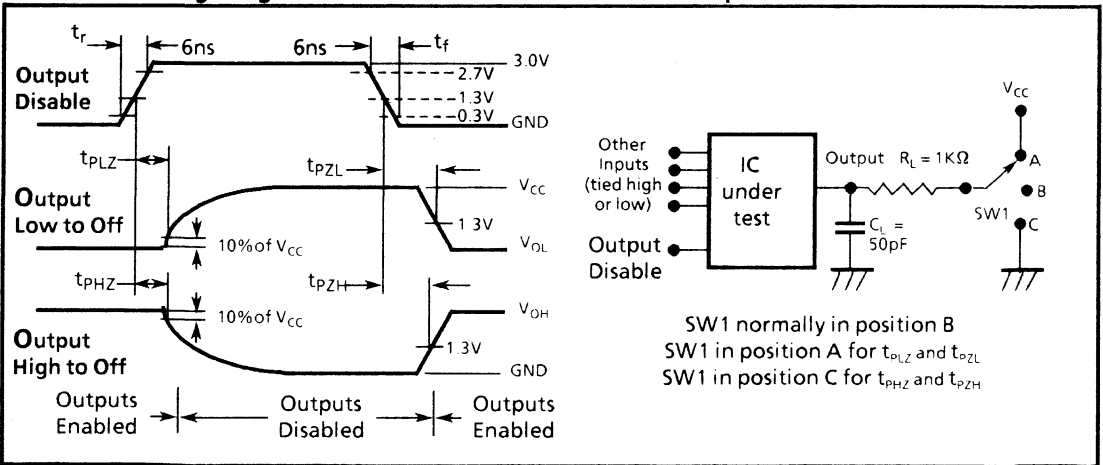 tr
6ns
6ns
tf
3.0V
2.7V
1.3V
0.3V
GND
Output
Disable
tPLZ
tPZL
VCC
Output
Low to Off
1 3V
10% of VCC
VOL
tPHZ
tPZH
10% of VCC
VOH
Output
High to Off
1.3V
GND
Outputs
Enabled
Outputs
Disabled
Outputs
Enabled
VCC
Other
Inputs
(tied high
or low)
IC
under
test
Output RL = 1KΩ
A
B
SW1
C
CL =
50pF
Output
Disable
SW1 normally in position B
SW1 in position A for tPLZ and tPZL
SW1 in position C for tPHZ and tPZH